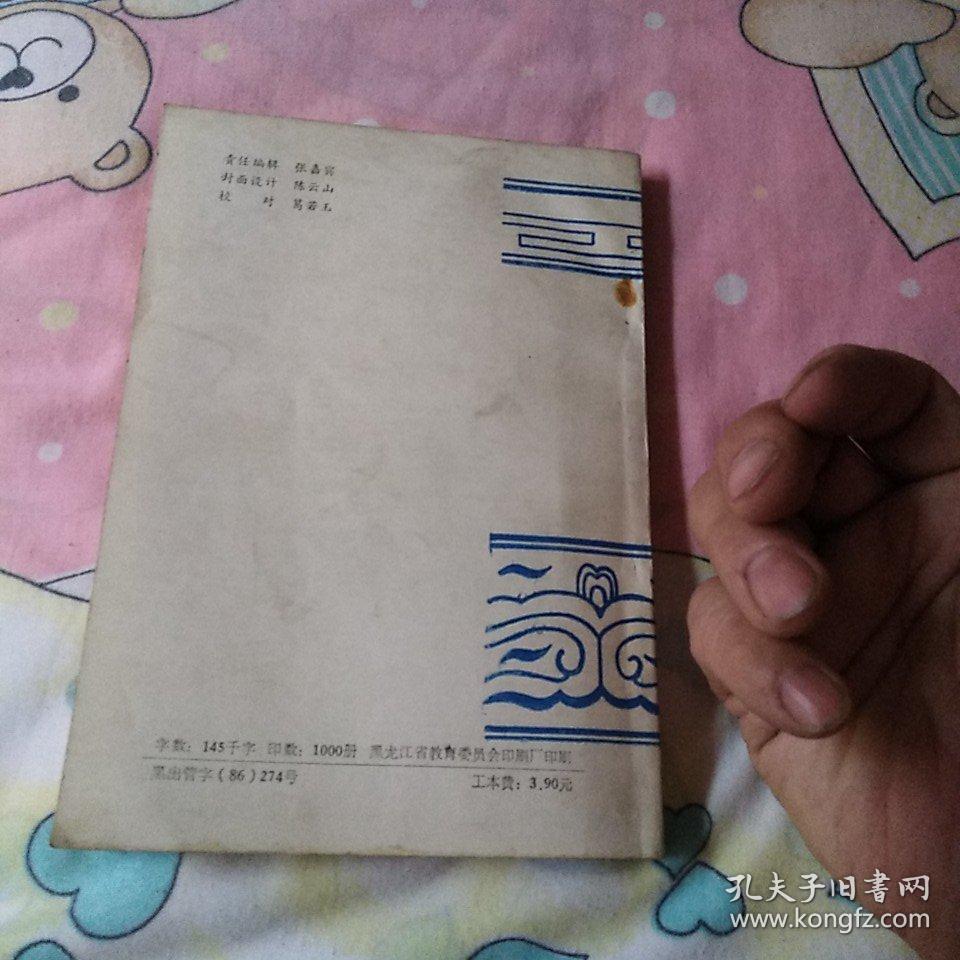 责任编辑 张嘉宾
封面设计 陈云山
校 对 葛若玉
字数：145千字 印数：1000册 黑龙江省教育委员会印刷厂印刷
黑出管字（86）274号 工本费：3.90元
孔夫子旧書网
www.kongfz.com